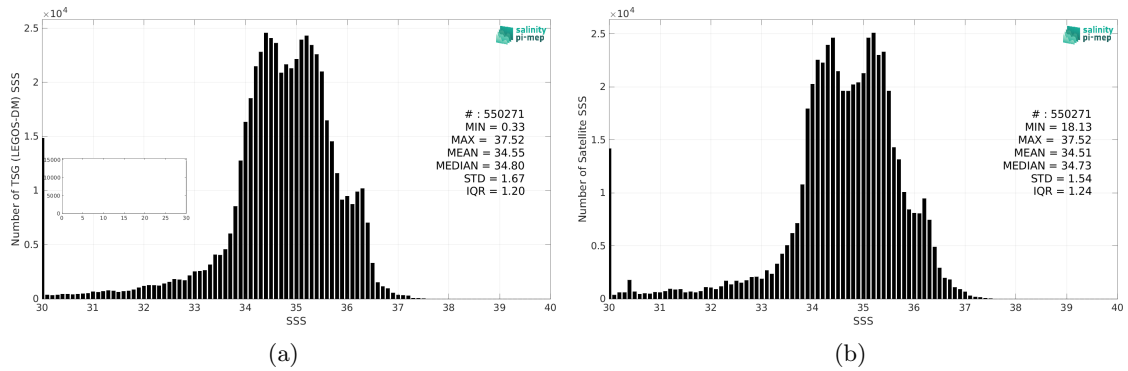 ×10⁴
2.5
2
1.5
1
0.5
0
Number of TSG (LEGOS-DM) SSS
salinity
pi-mep
# : 550271
MIN = 0.33
MAX = 37.52
MEAN = 34.55
MEDIAN = 34.80
STD = 1.67
IQR = 1.20
15000
10000
5000
0
0 5 10 15 20 25 30
30 31 32 33 34 35 36 37 38 39 40
SSS
(a)
×10⁴
2.5
2
1.5
1
0.5
0
Number of Satellite SSS
salinity
pi-mep
# : 550271
MIN = 18.13
MAX = 37.52
MEAN = 34.51
MEDIAN = 34.73
STD = 1.54
IQR = 1.24
30 31 32 33 34 35 36 37 38 39 40
SSS
(b)